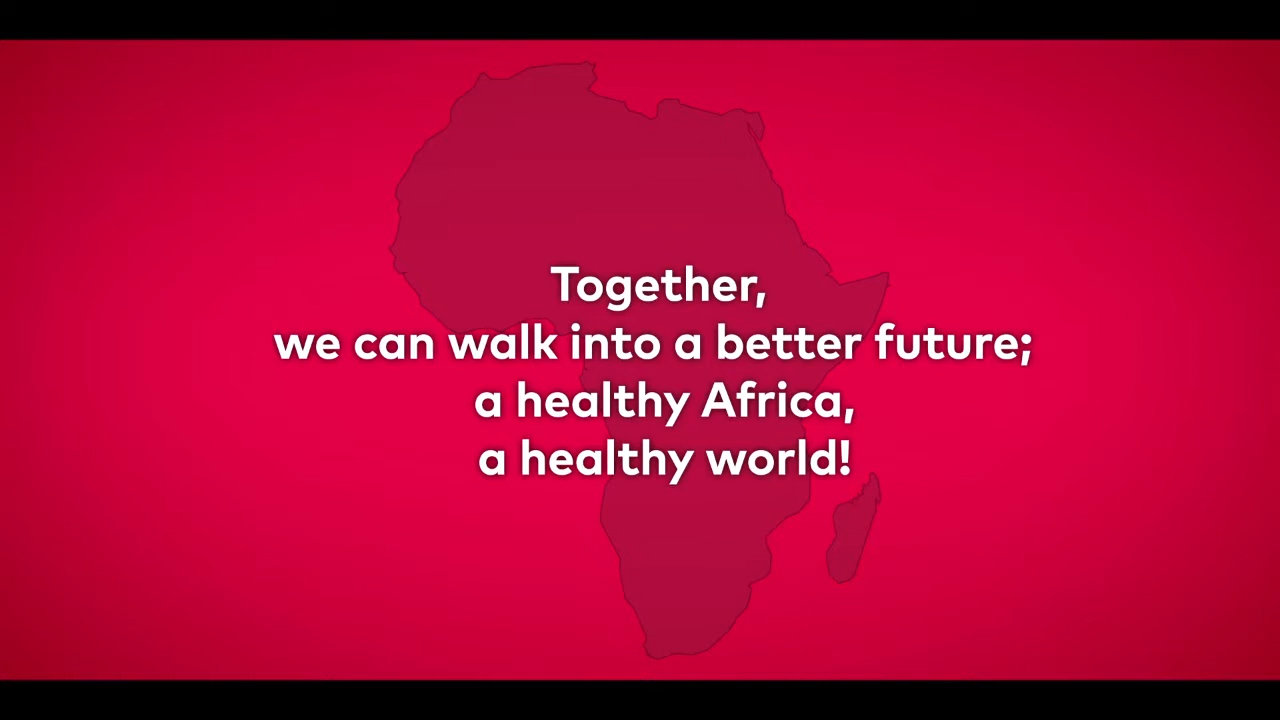 Together,
we can walk into a better future;
a healthy Africa,
a healthy world!